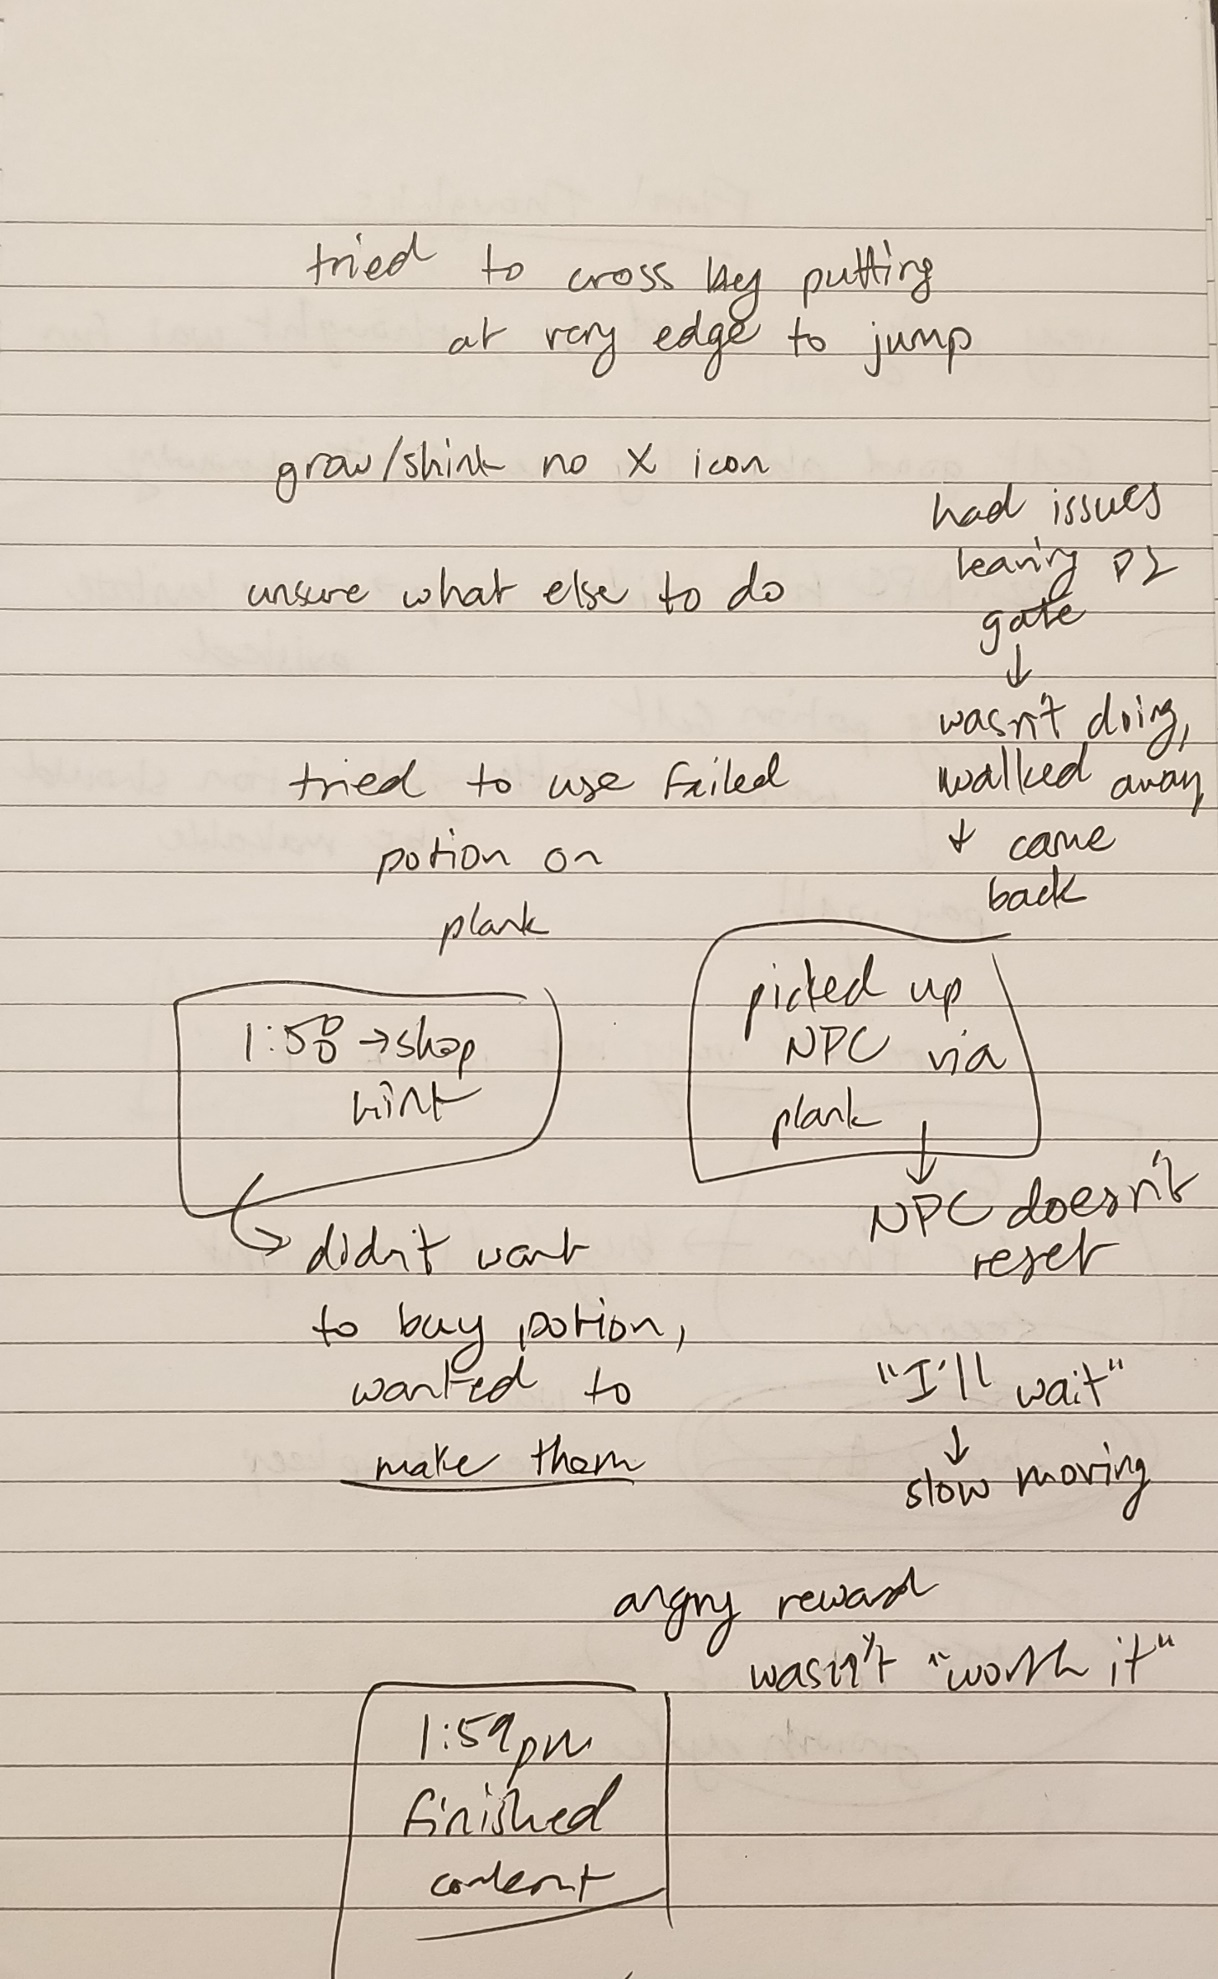 tried to cross by putting
at very edge to jump
grow/shink no X icon
had issues
leaving P2
gate
↓
wasn't doing,
walked away,
+ came
back
unsure what else to do
tried to use failed
potion on
plank
picked up
NPC via
plank
↓
NPC doesn't
reset
1:58 → shop
hint
↳ didn't want
to buy potion,
wanted to
make them
"I'll wait"
↓
slow moving
angry reward
wasn't "worth it"
1:59pm
finished
content